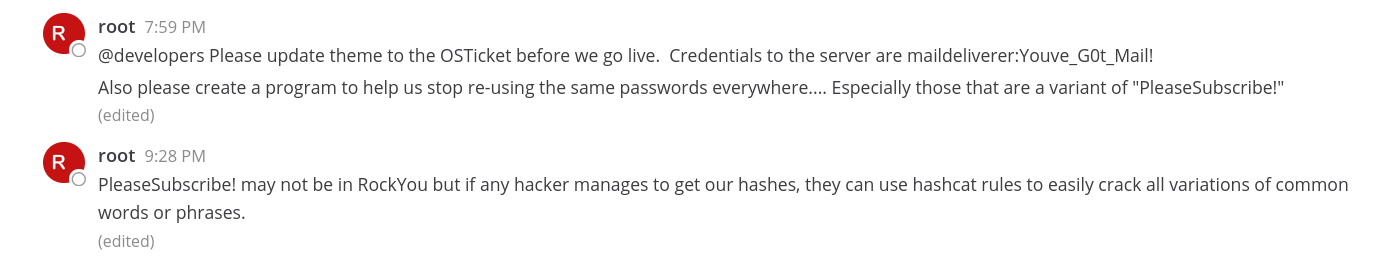 R
root 7:59 PM
@developers Please update theme to the OSTicket before we go live.  Credentials to the server are maildeliverer:Youve_G0t_Mail!
Also please create a program to help us stop re-using the same passwords everywhere.... Especially those that are a variant of "PleaseSubscribe!"
(edited)
R
root 9:28 PM
PleaseSubscribe! may not be in RockYou but if any hacker manages to get our hashes, they can use hashcat rules to easily crack all variations of common
words or phrases.
(edited)